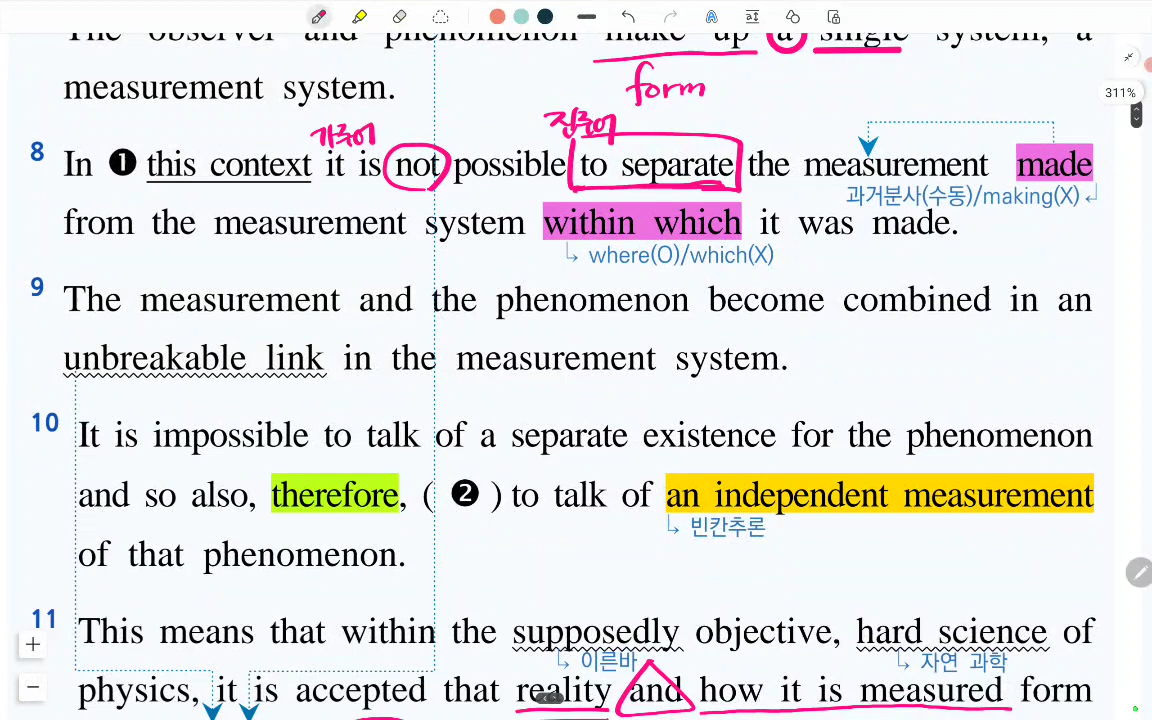 311%
The observer and phenomenon make up a single system, a
form
measurement system.
가주어
진주어
8 In ❶ this context it is not possible to separate the measurement made
과거분사(수동)/making(X)
from the measurement system within which it was made.
where(O)/which(X)
9 The measurement and the phenomenon become combined in an
unbreakable link in the measurement system.
10 It is impossible to talk of a separate existence for the phenomenon
and so also, therefore, ( ❷ ) to talk of an independent measurement
빈칸추론
of that phenomenon.
11 This means that within the supposedly objective, hard science of
이른바
자연 과학
physics, it is accepted that reality and how it is measured form